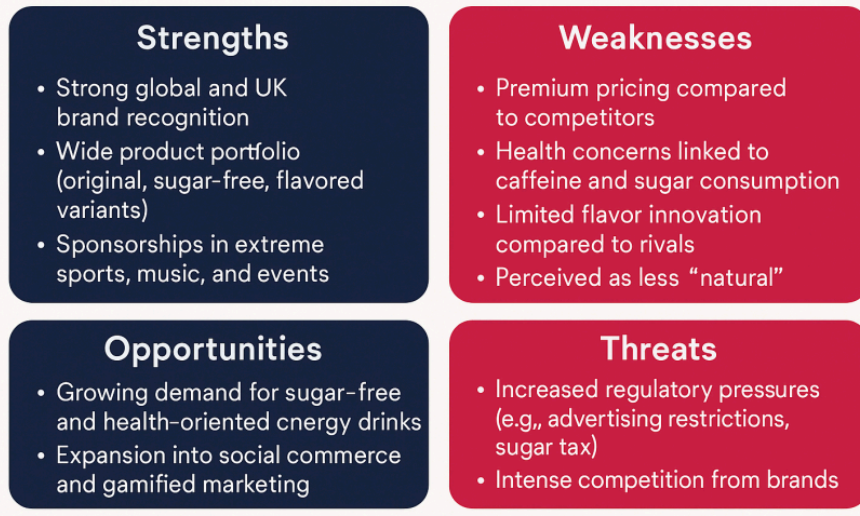 Strengths
• Strong global and UK
brand recognition
• Wide product portfolio
(original, sugar-free, flavored
variants)
• Sponsorships in extreme
sports, music, and events
Weaknesses
• Premium pricing compared
to competitors
• Health concerns linked to
caffeine and sugar consumption
• Limited flavor innovation
compared to rivals
• Perceived as less “natural”
Opportunities
• Growing demand for sugar-free
and health-oriented cnergy drinks
• Expansion into social commerce
and gamified marketing
Threats
• Increased regulatory pressures
(e.g,, advertising restrictions,
sugar tax)
• Intense competition from brands